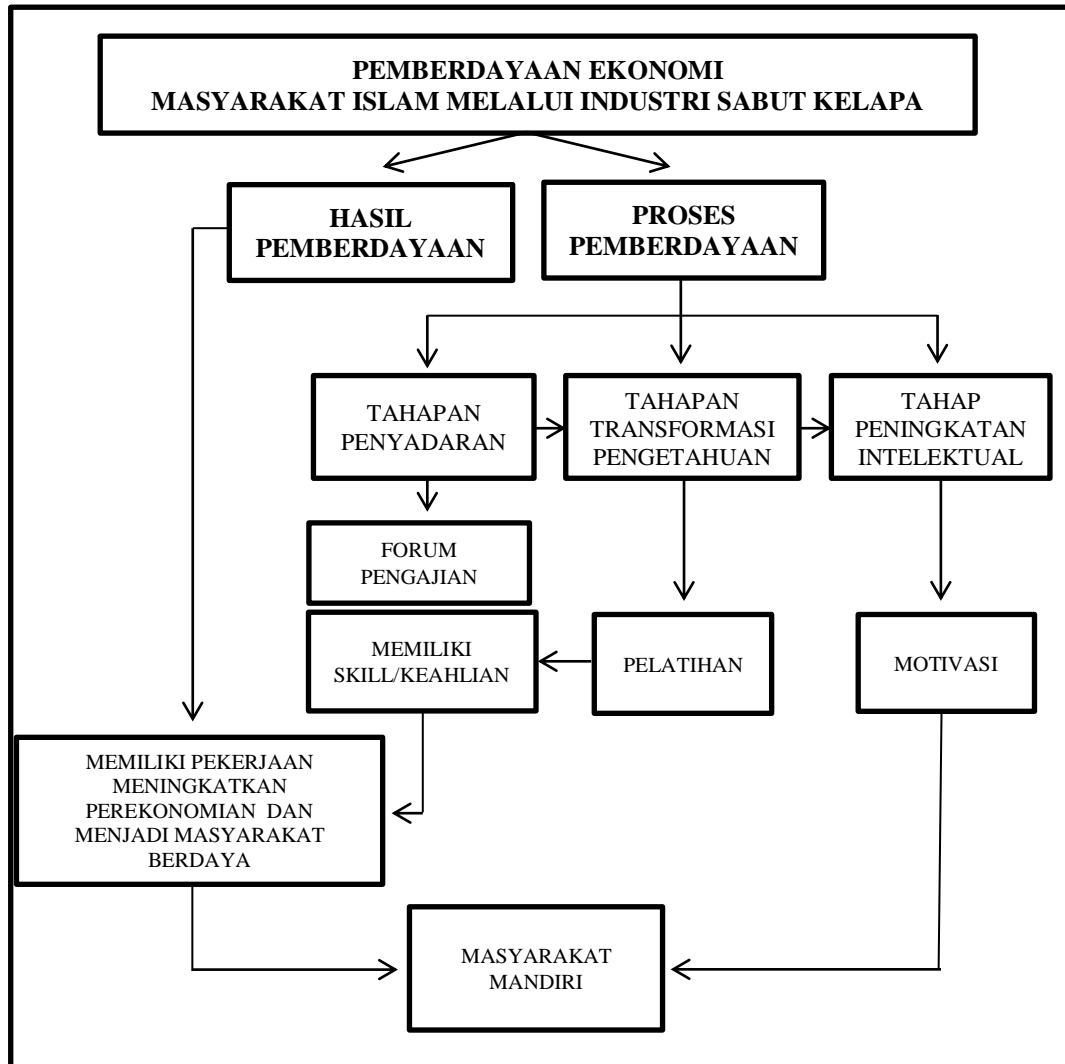 PEMBERDAYAAN EKONOMI
MASYARAKAT ISLAM MELALUI INDUSTRI SABUT KELAPA
HASIL
PEMBERDAYAAN
PROSES
PEMBERDAYAAN
TAHAPAN
PENYADARAN
TAHAPAN
TRANSFORMASI
PENGETAHUAN
TAHAP
PENINGKATAN
INTELEKTUAL
FORUM
PENGAJIAN
MEMILIKI
SKILL/KEAHLIAN
PELATIHAN
MOTIVASI
MEMILIKI PEKERJAAN
MENINGKATKAN
PEREKONOMIAN DAN
MENJADI MASYARAKAT
BERDAYA
MASYARAKAT
MANDIRI